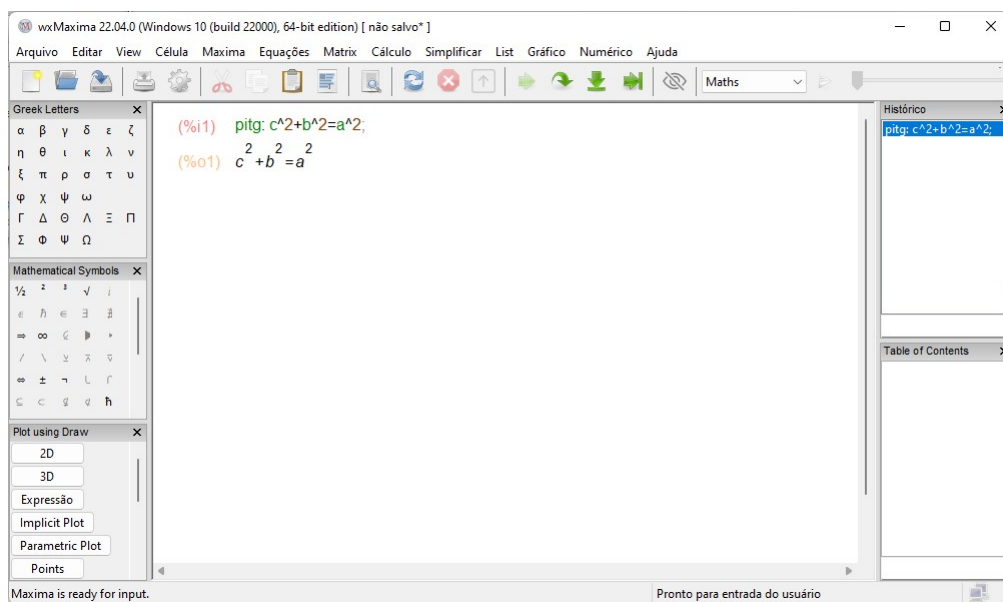 wxMaxima 22.04.0 (Windows 10 (build 22000), 64-bit edition) [ não salvo* ]
Arquivo Editar View Célula Maxima Equações Matrix Cálculo Simplificar List Gráfico Numérico Ajuda
Maths
Greek Letters
α β γ δ ε ζ
η θ ι κ λ ν
ξ π ρ σ τ υ
φ χ ψ ω
Γ Δ Θ Λ Ξ Π
Σ Φ Ψ Ω
Mathematical Symbols
½ ² ³ √ i
e ℏ ∈ ∃ ∄
⇒ ∞
⇔ ± ¬
ħ
Plot using Draw
2D
3D
Expressão
Implicit Plot
Parametric Plot
Points
(%i1) pitg: c^2+b^2=a^2;
(%o1) c²+b²=a²
Histórico
pitg: c^2+b^2=a^2;
Table of Contents
Maxima is ready for input.
Pronto para entrada do usuário